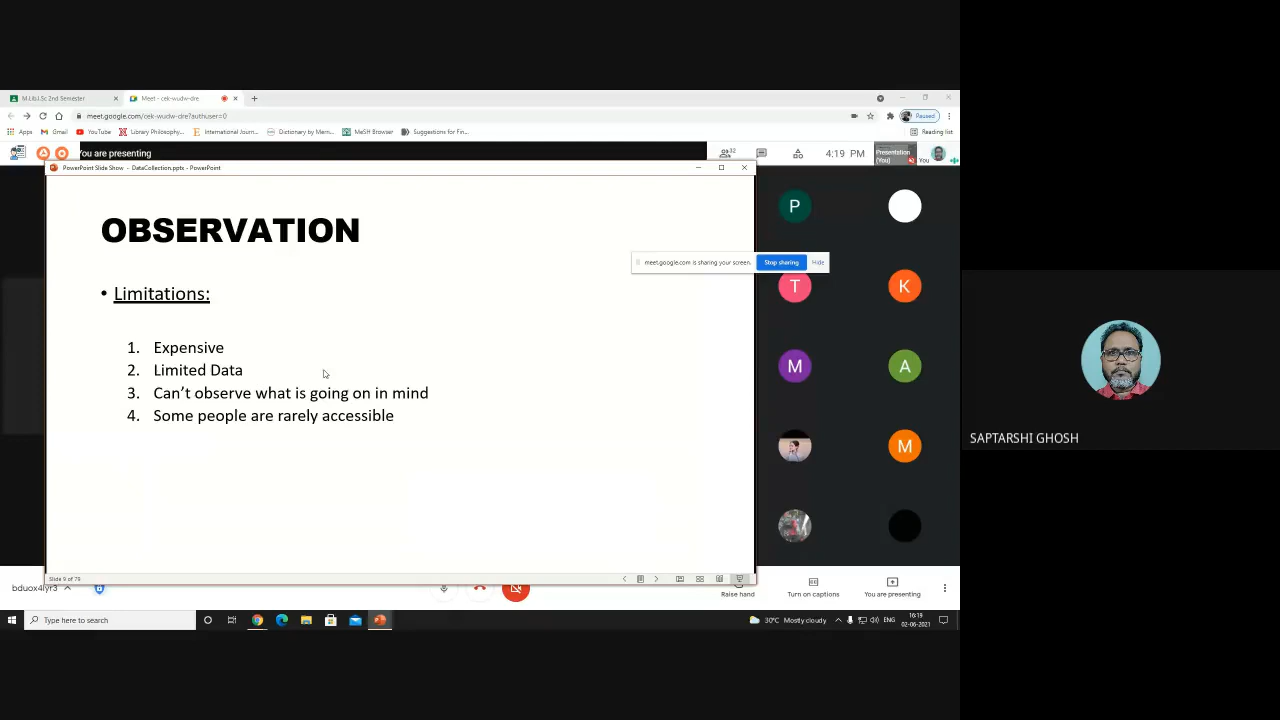 M.Lib.I.Sc 2nd Semester
Meet - cek-wudw-dre
meet.google.com/cek-wudw-dre?authuser=0
Paused
Apps
Gmail
YouTube
Library Philosophy...
International Journ...
Dictionary by Merri...
MeSH Browser
Suggestions for Fin...
Reading list
You are presenting
32
4:19 PM
Presentation (You)
You
PowerPoint Slide Show - DataCollection.pptx - PowerPoint
OBSERVATION
• Limitations:
1. Expensive
2. Limited Data
3. Can't observe what is going on in mind
4. Some people are rarely accessible
meet.google.com is sharing your screen.
Stop sharing
Hide
P
T
K
M
A
M
SAPTARSHI GHOSH
Slide 9 of 79
bduox4lyr3
Raise hand
Turn on captions
You are presenting
Type here to search
30°C Mostly cloudy
ENG
16:19
02-06-2021